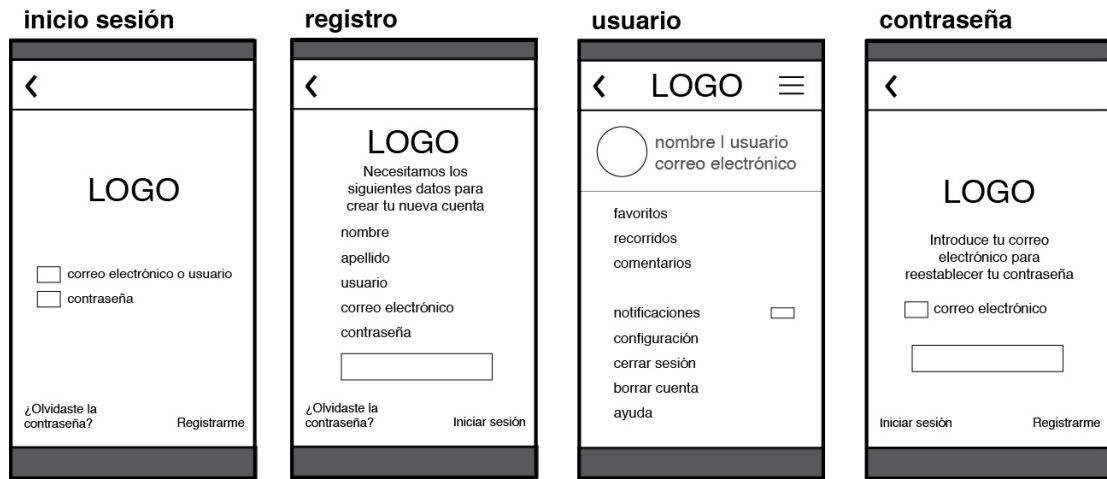 inicio sesión
LOGO
correo electrónico o usuario
contraseña
¿Olvidaste la
contraseña?
Registrarme
registro
LOGO
Necesitamos los
siguientes datos para
crear tu nueva cuenta
nombre
apellido
usuario
correo electrónico
contraseña
¿Olvidaste la
contraseña?
Iniciar sesión
usuario
LOGO
nombre | usuario
correo electrónico
favoritos
recorridos
comentarios
notificaciones
configuración
cerrar sesión
borrar cuenta
ayuda
contraseña
LOGO
Introduce tu correo
electrónico para
reestablecer tu contraseña
correo electrónico
Iniciar sesión
Registrarme